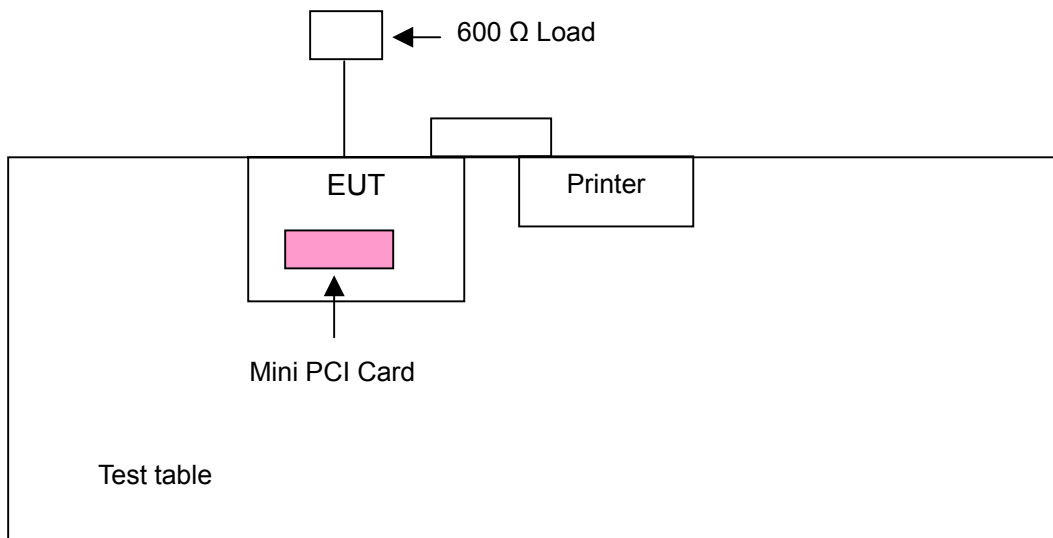 600 Ω Load
EUT
Printer
Mini PCI Card
Test table